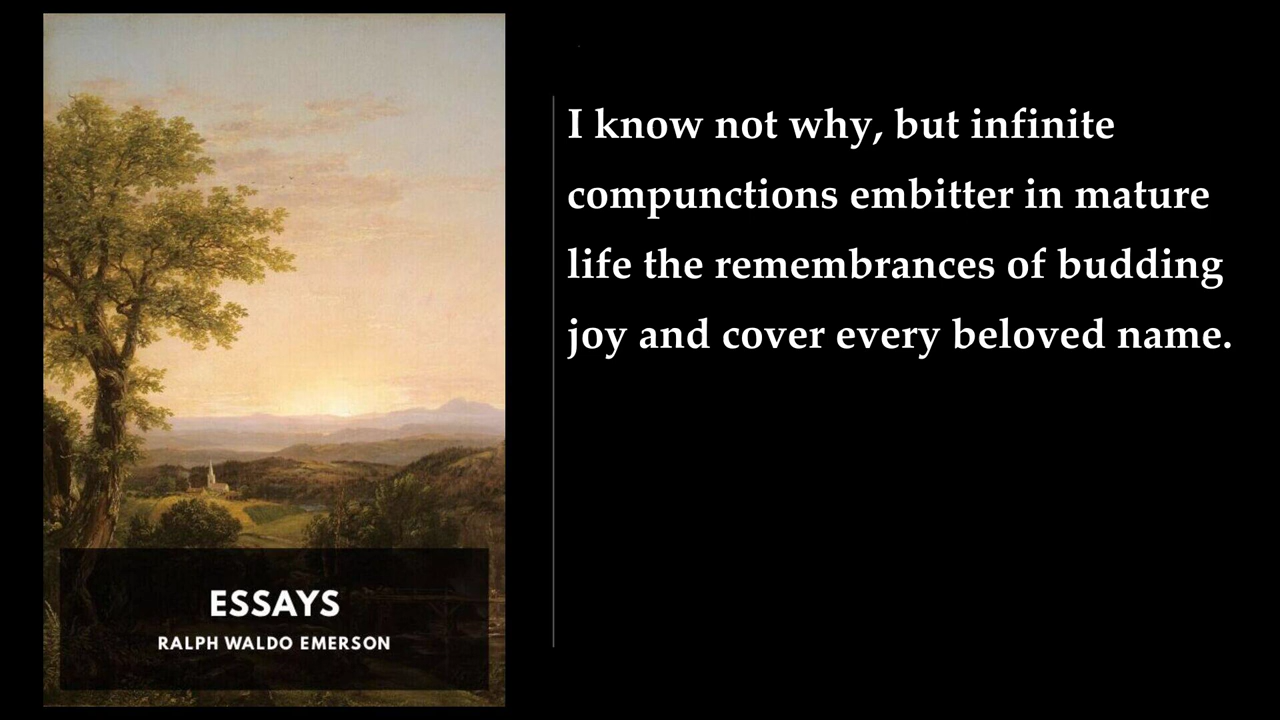 ESSAYS
RALPH WALDO EMERSON
I know not why, but infinite
compunctions embitter in mature
life the remembrances of budding
joy and cover every beloved name.